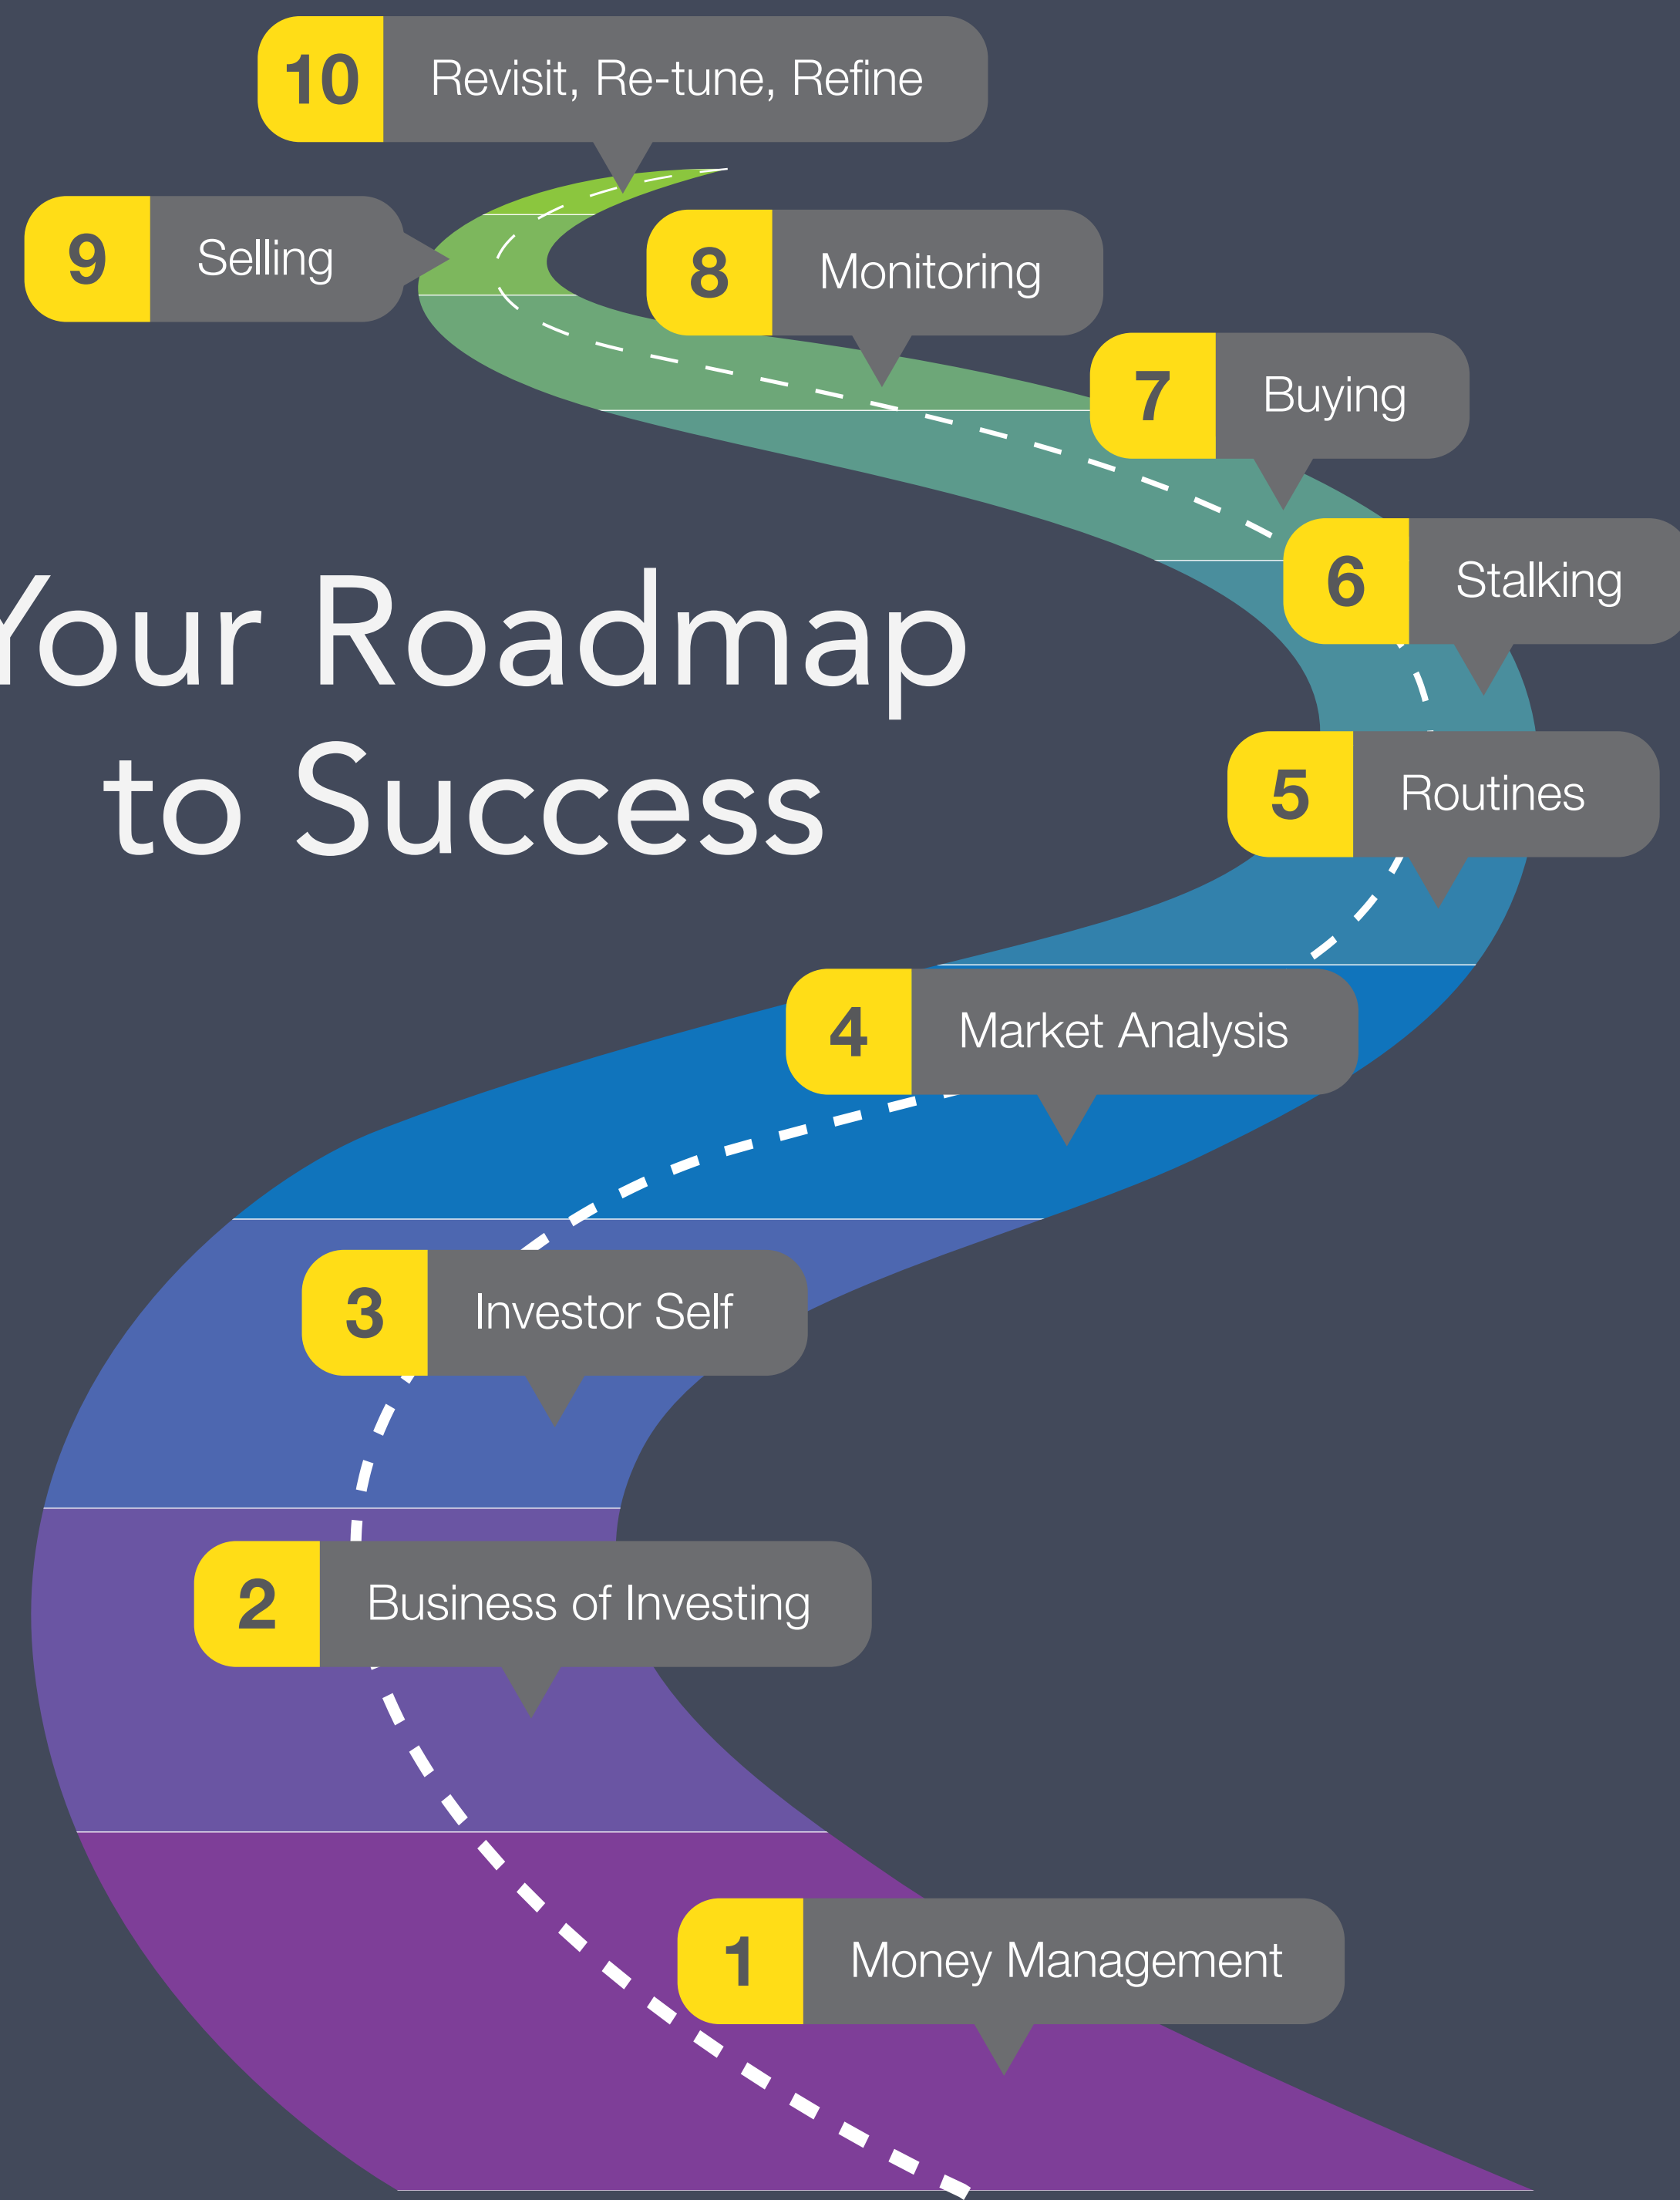 10 Revisit, Re-tune, Refine
9 Selling
8 Monitoring
7 Buying
6 Stalking
Your Roadmap
to Success
5 Routines
4 Market Analysis
3 Investor Self
2 Business of Investing
1 Money Management